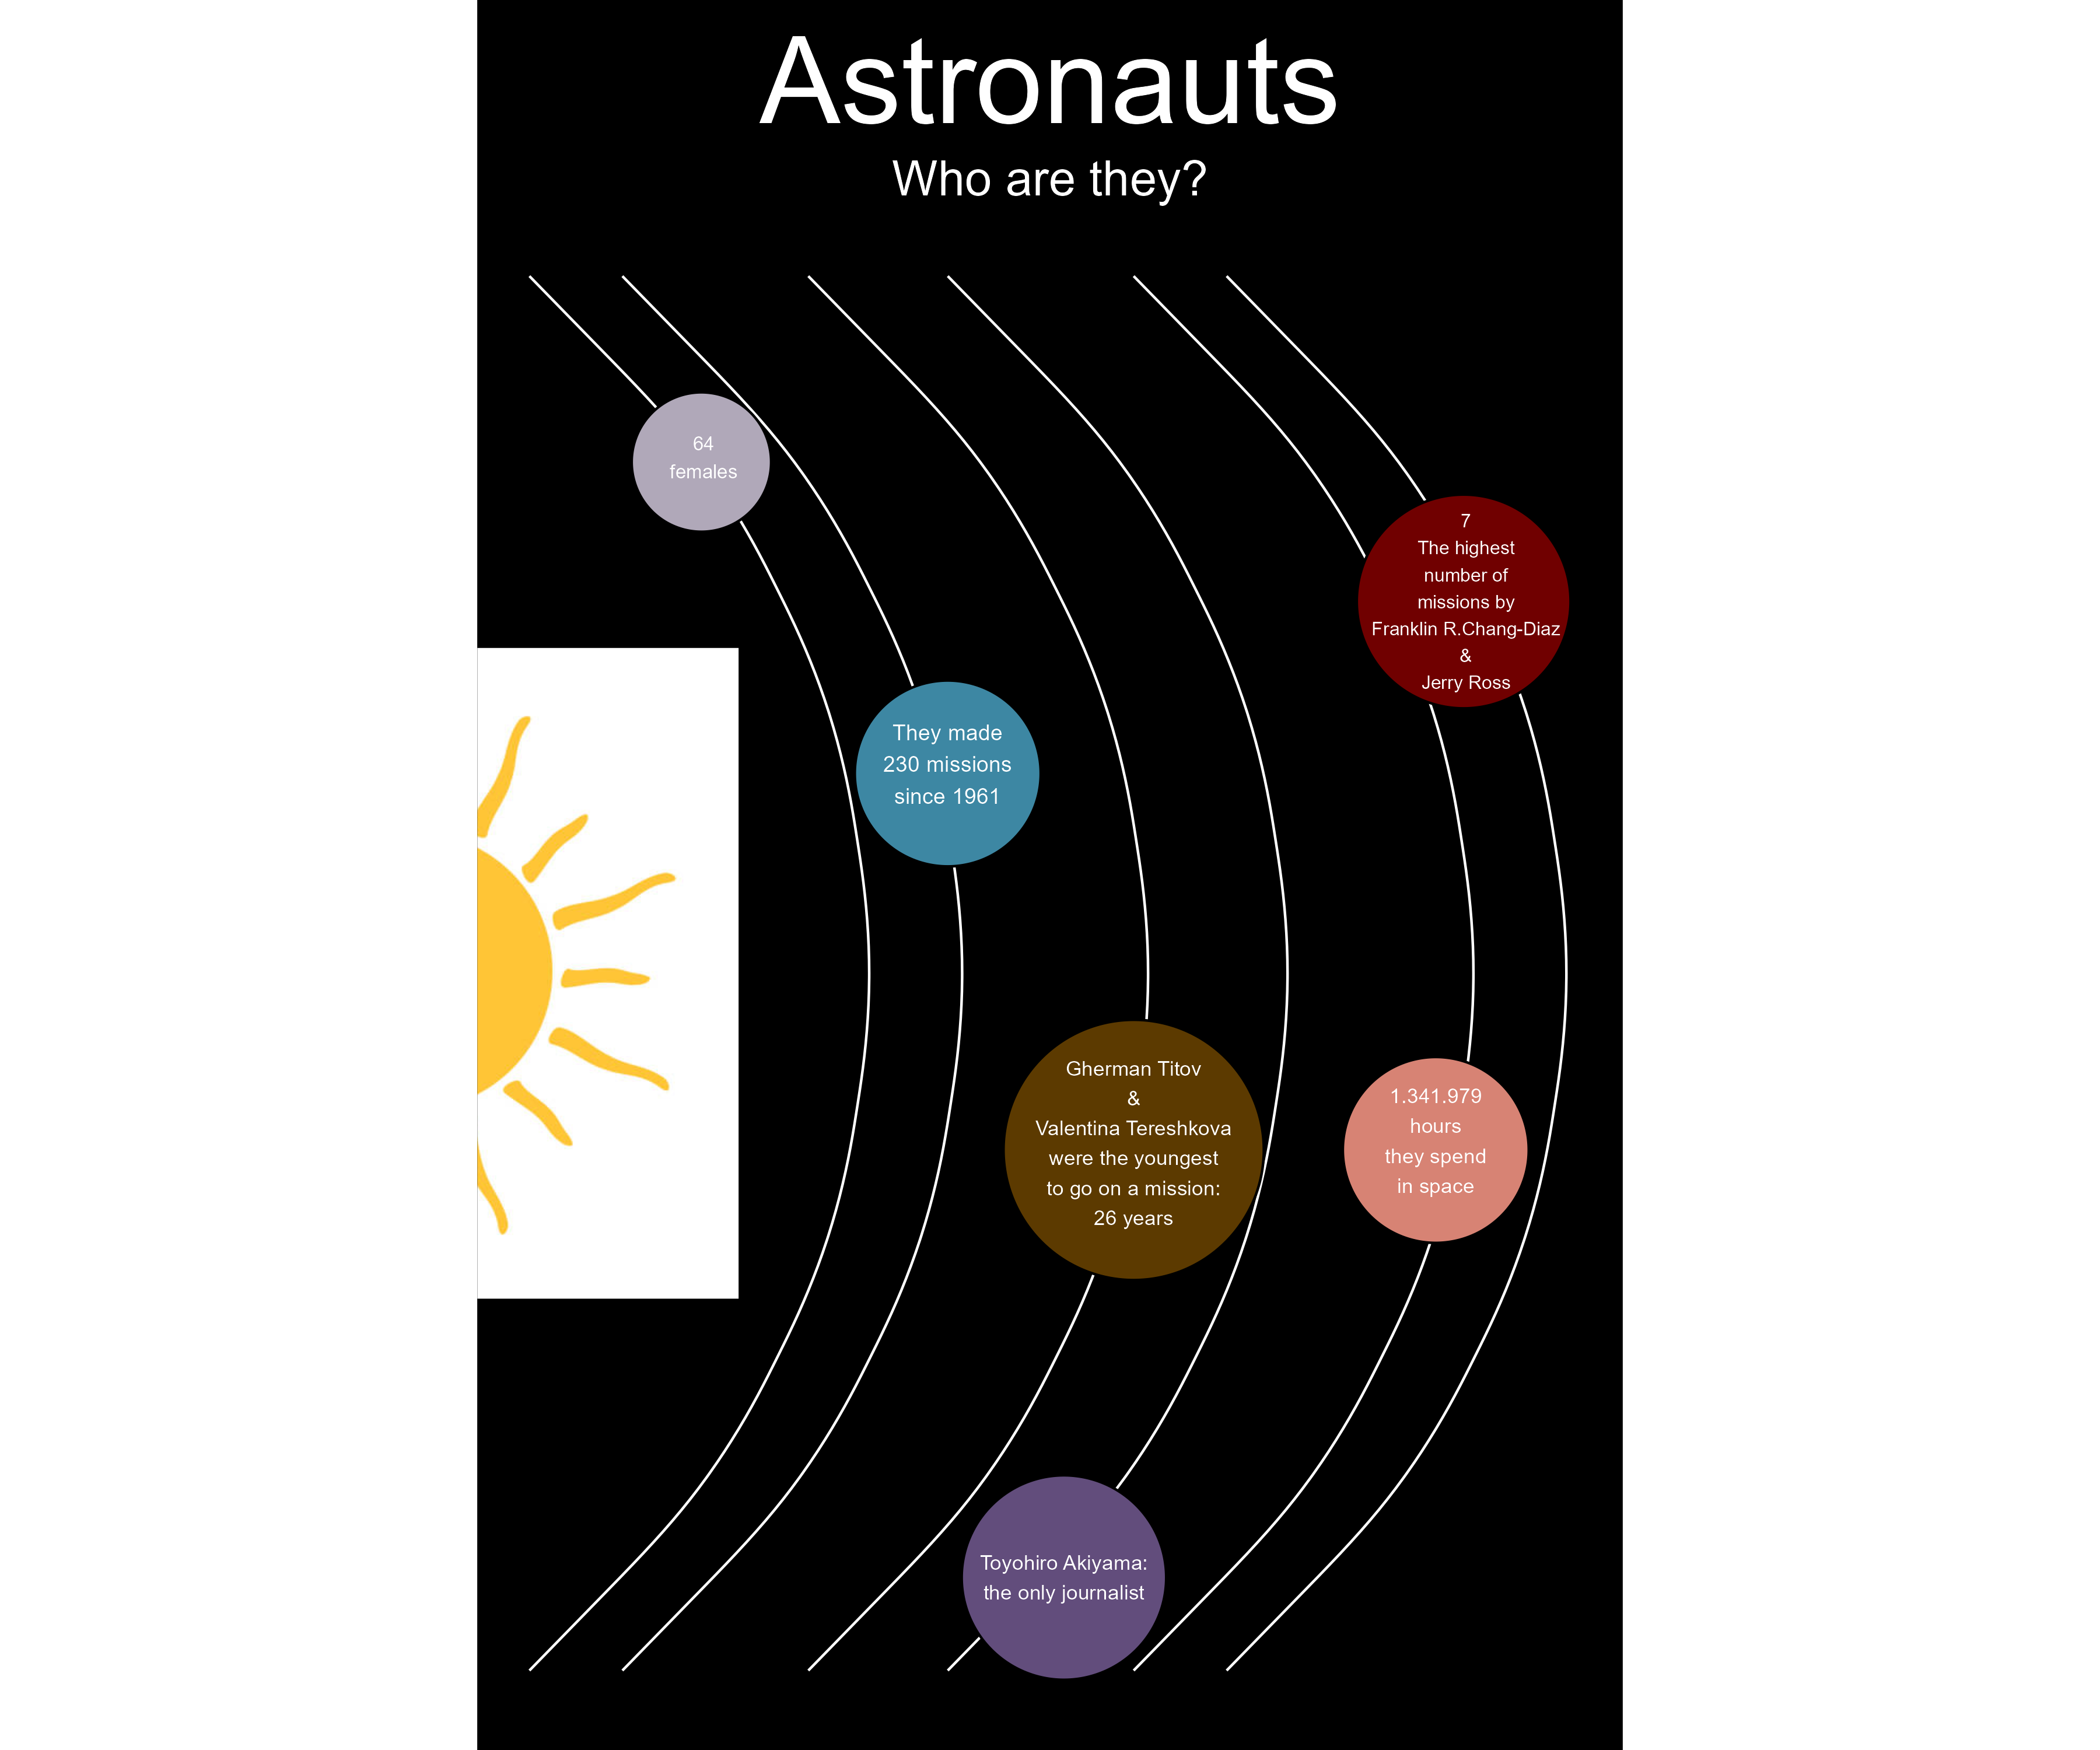 Astronauts
Who are they?
64
females
7
The highest
number of
missions by
Franklin R.Chang-Diaz
&
Jerry Ross
They made
230 missions
since 1961
Gherman Titov
&
Valentina Tereshkova
were the youngest
to go on a mission:
26 years
1.341.979
hours
they spend
in space
Toyohiro Akiyama:
the only journalist